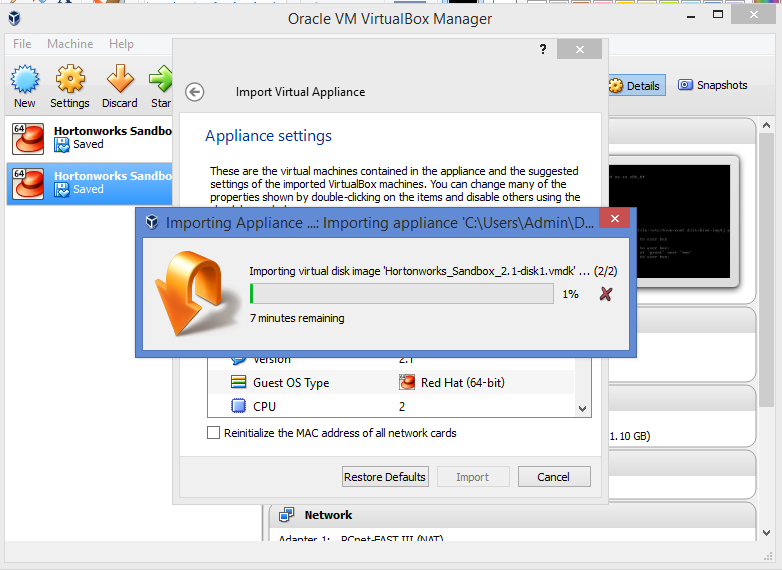 Oracle VM VirtualBox Manager
File Machine Help
New Settings Discard Star
Details Snapshots
64 Hortonworks Sandbo
Saved
64 Hortonworks Sandbo
Saved
?
Import Virtual Appliance
Appliance settings
These are the virtual machines contained in the appliance and the suggested
settings of the imported VirtualBox machines. You can change many of the
properties shown by double-clicking on the items and disable others using the
Importing Appliance ...: Importing appliance 'C:\Users\Admin\D...
Importing virtual disk image 'Hortonworks_Sandbox_2.1-disk1.vmdk' ... (2/2)
1%
7 minutes remaining
Version 2.1
Guest OS Type Red Hat (64-bit)
CPU 2
Reinitialize the MAC address of all network cards
1.10 GB)
Restore Defaults Import Cancel
Network
Adapter 1: PCnet-FAST III (NAT)